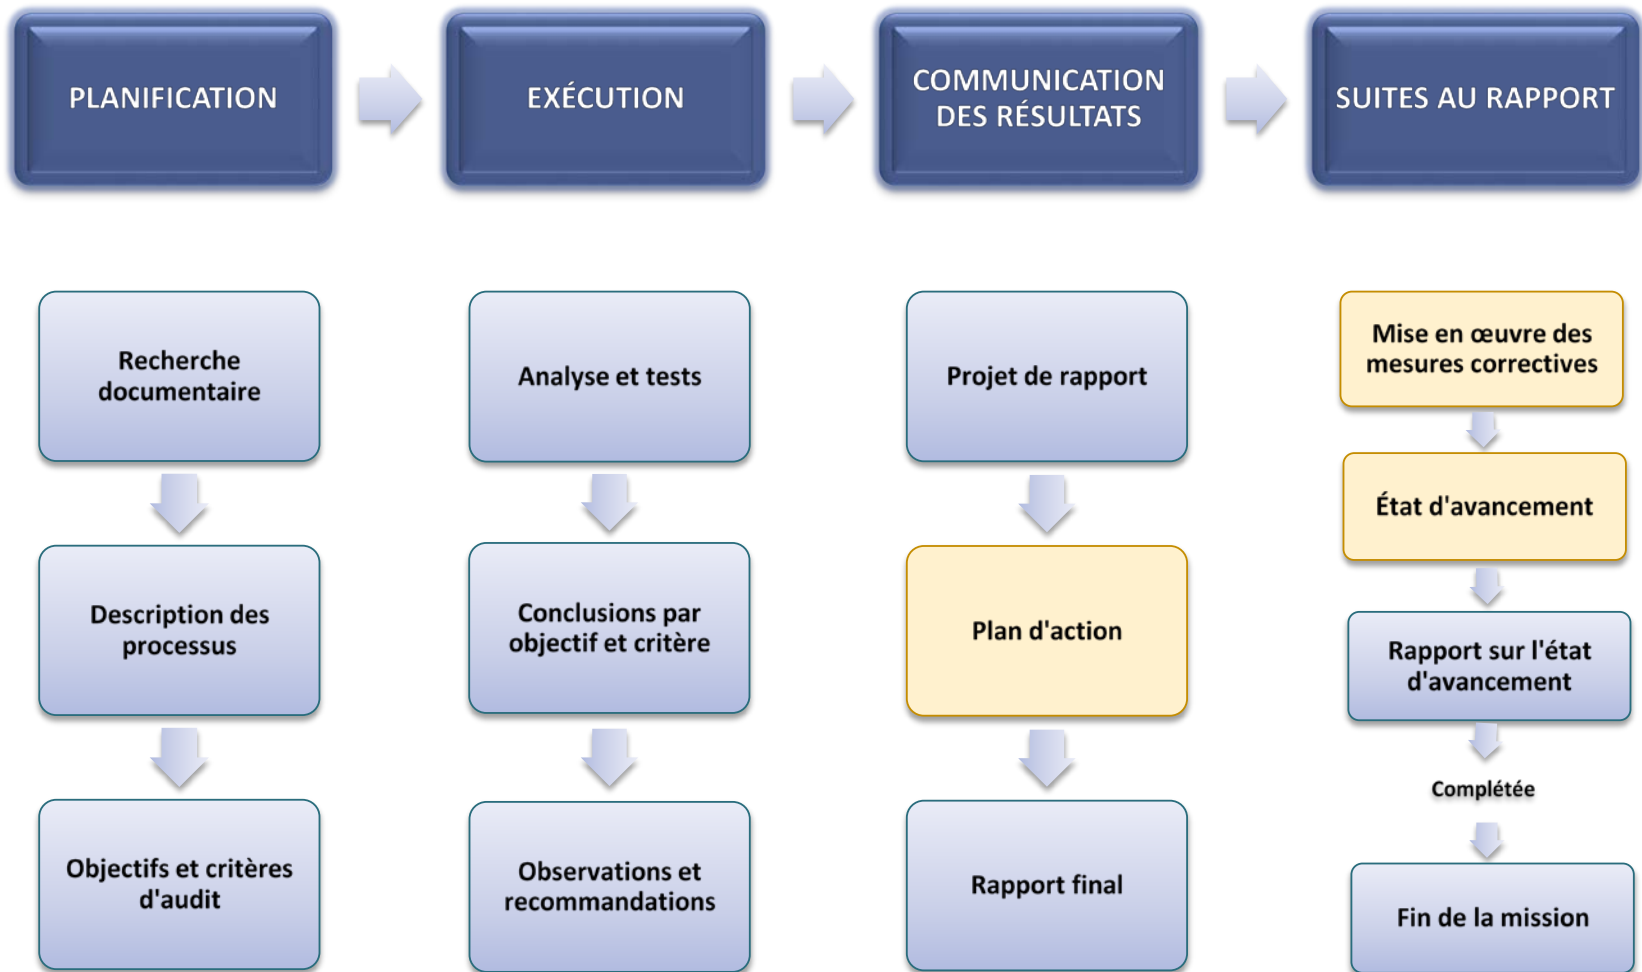 PLANIFICATION
EXÉCUTION
COMMUNICATION
DES RÉSULTATS
SUITES AU RAPPORT
Recherche
documentaire
Description des
processus
Objectifs et critères
d'audit
Analyse et tests
Conclusions par
objectif et critère
Observations et
recommandations
Projet de rapport
Plan d'action
Rapport final
Mise en œuvre des
mesures correctives
État d'avancement
Rapport sur l'état
d'avancement
Complétée
Fin de la mission